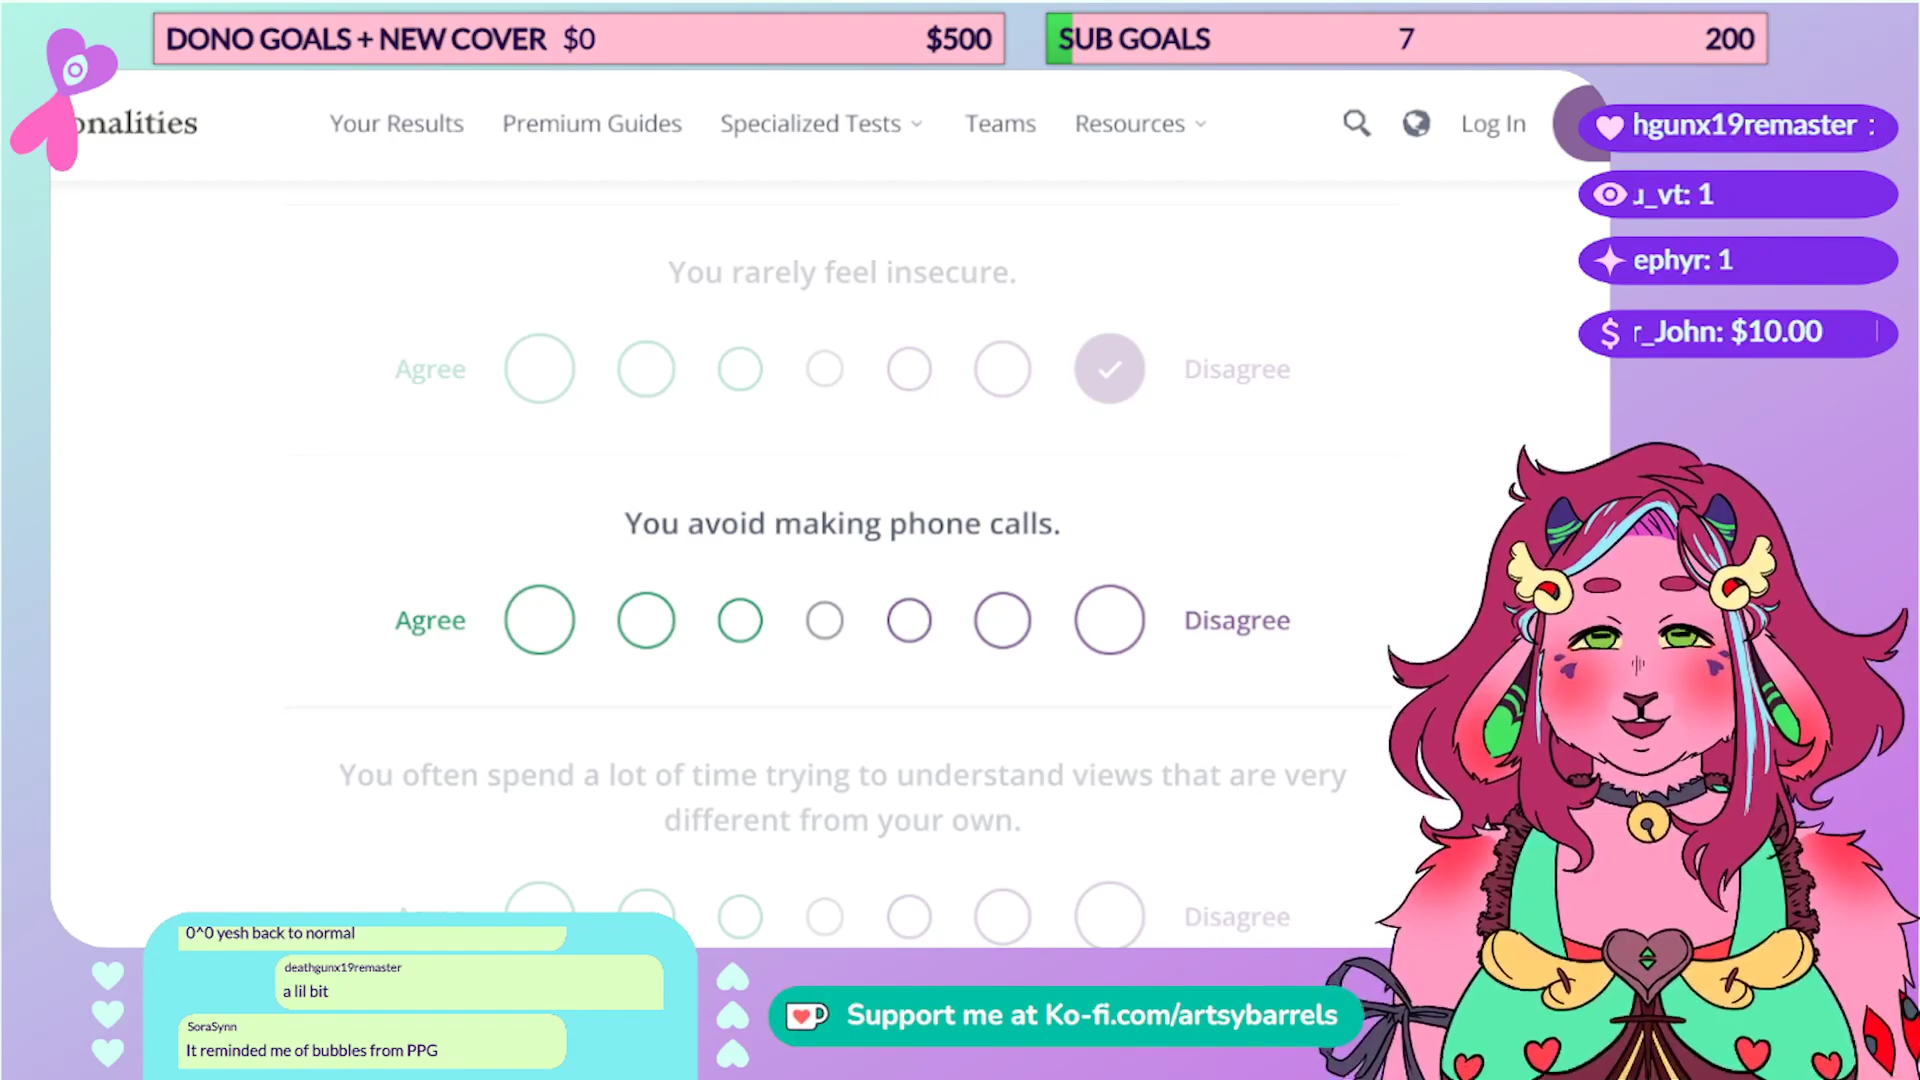 DONO GOALS + NEW COVER $0 $500
SUB GOALS 7 200
onalities
Your Results
Premium Guides
Specialized Tests
Teams
Resources
Log In
hgunx19remaster :
u_vt: 1
ephyr: 1
r_John: $10.00
You rarely feel insecure.
Agree
Disagree
You avoid making phone calls.
Agree
Disagree
You often spend a lot of time trying to understand views that are very
different from your own.
Disagree
0^0 yesh back to normal
deathgunx19remaster
a lil bit
SoraSynn
It reminded me of bubbles from PPG
Support me at Ko-fi.com/artsybarrels